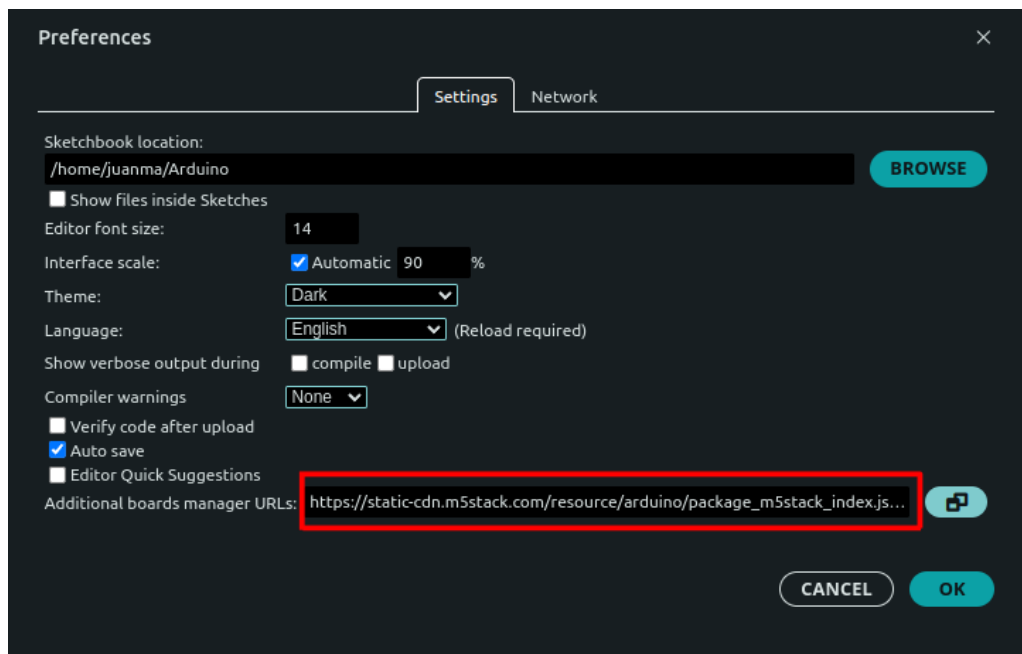 Preferences
Settings Network
Sketchbook location:
/home/juanma/Arduino BROWSE
Show files inside Sketches
Editor font size: 14
Interface scale: Automatic 90 %
Theme: Dark
Language: English (Reload required)
Show verbose output during compile upload
Compiler warnings None
Verify code after upload
Auto save
Editor Quick Suggestions
Additional boards manager URLs: https://static-cdn.m5stack.com/resource/arduino/package_m5stack_index.js...
CANCEL OK